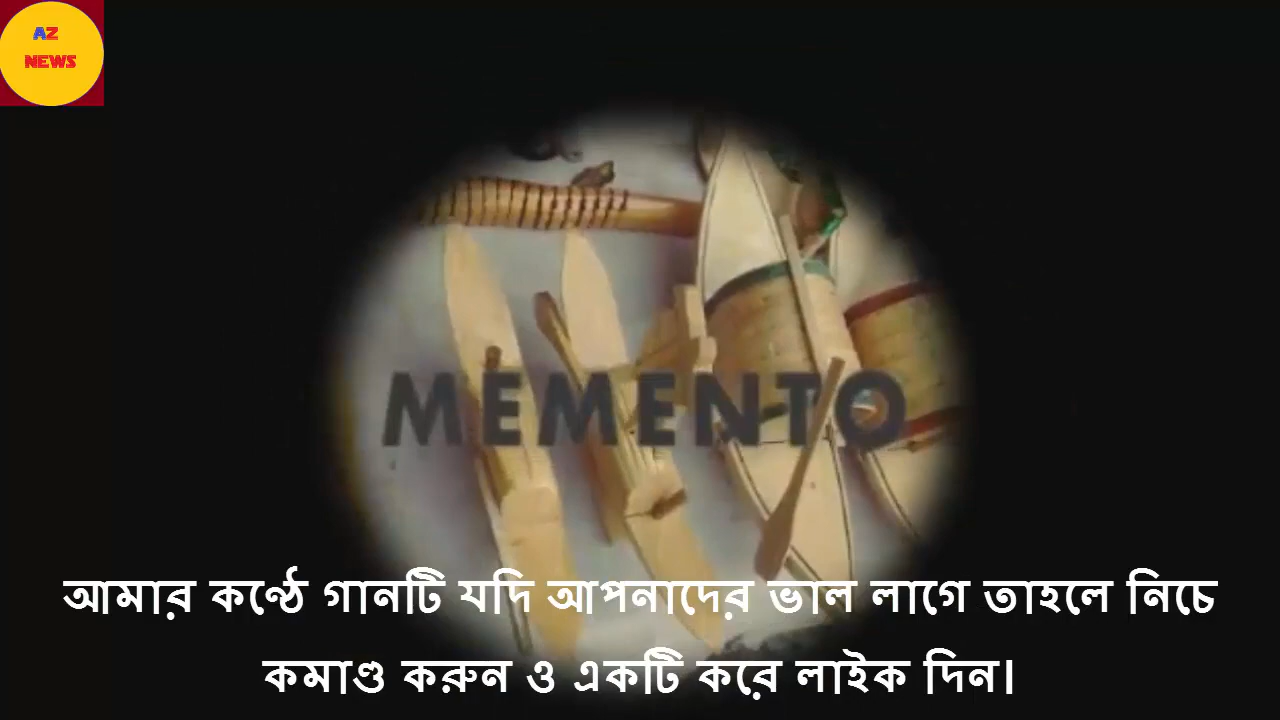 AZ
NEWS
MEMENTO
আমার কণ্ঠে গানটি যদি আপনাদের ভাল লাগে তাহলে নিচে
কমাণ্ড করুন ও একটি করে লাইক দিন।